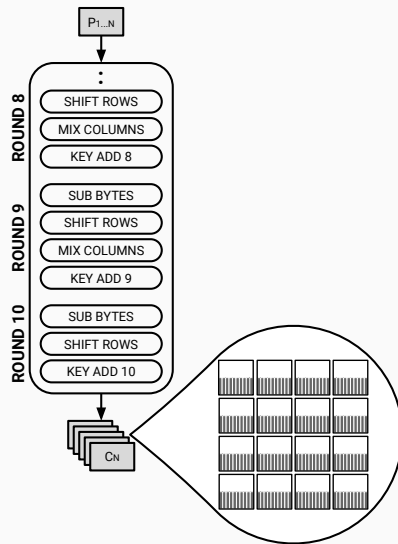 P1...N
:
ROUND 8
SHIFT ROWS
MIX COLUMNS
KEY ADD 8
ROUND 9
SUB BYTES
SHIFT ROWS
MIX COLUMNS
KEY ADD 9
ROUND 10
SUB BYTES
SHIFT ROWS
KEY ADD 10
CN